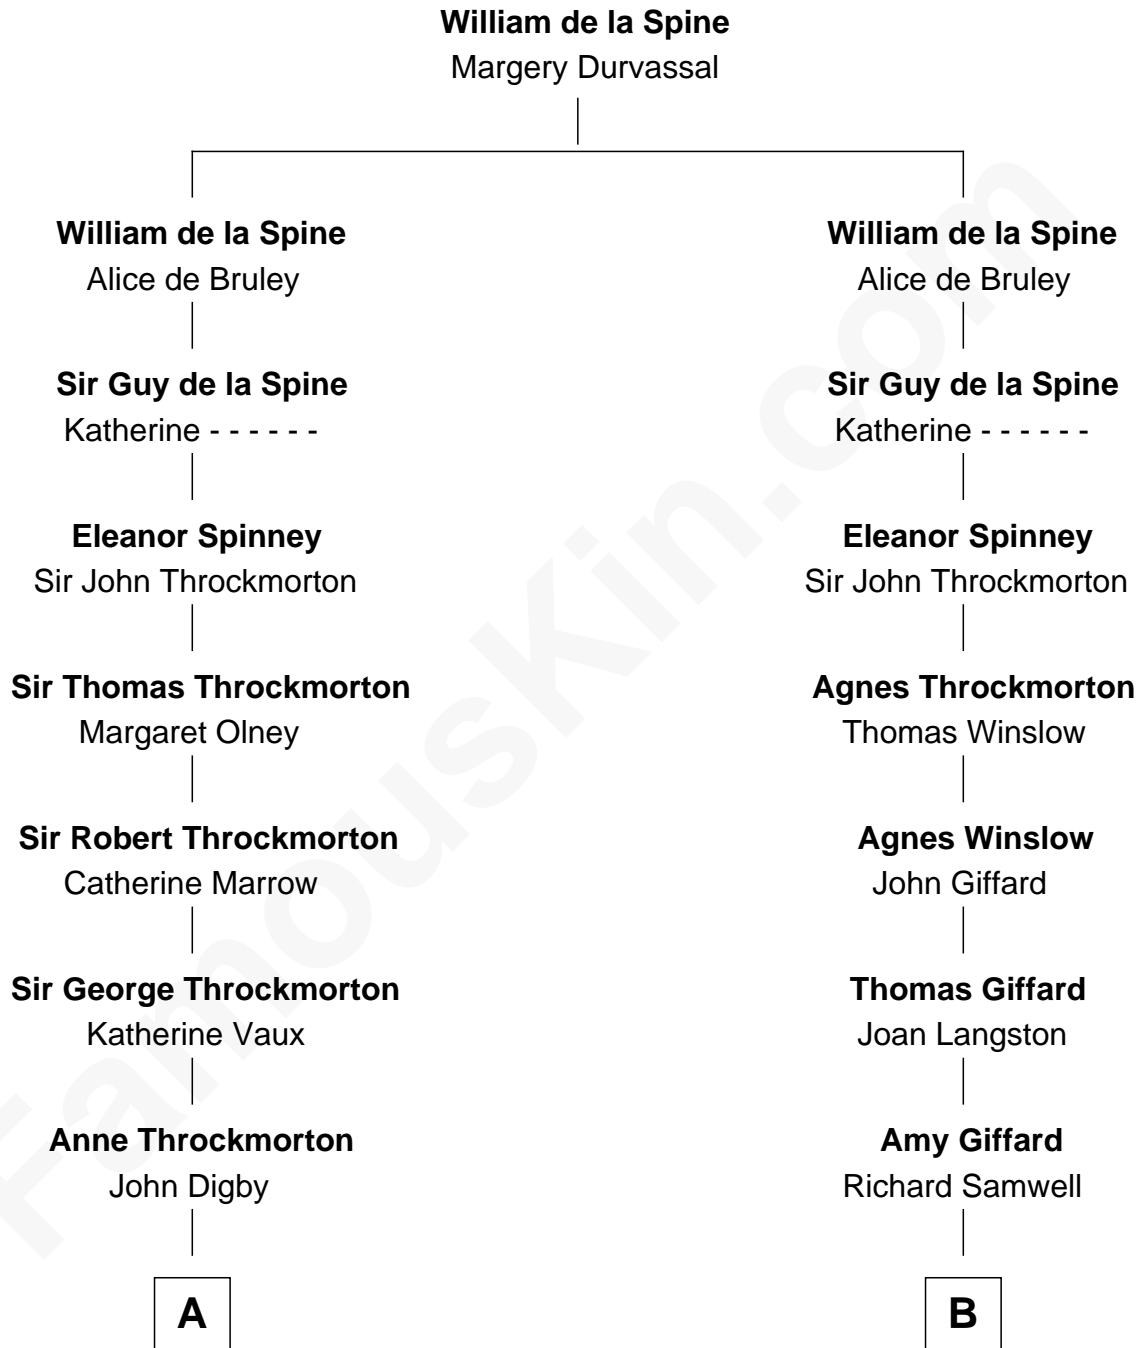 William de la Spine
Margery Durvassal
William de la Spine
Alice de Bruley
William de la Spine
Alice de Bruley
Sir Guy de la Spine
Katherine - - - - - -
Sir Guy de la Spine
Katherine - - - - - -
Eleanor Spinney
Sir John Throckmorton
Eleanor Spinney
Sir John Throckmorton
Sir Thomas Throckmorton
Margaret Olney
Agnes Throckmorton
Thomas Winslow
Sir Robert Throckmorton
Catherine Marrow
Agnes Winslow
John Giffard
Sir George Throckmorton
Katherine Vaux
Thomas Giffard
Joan Langston
Anne Throckmorton
John Digby
Amy Giffard
Richard Samwell
A
B
FamousKin.com